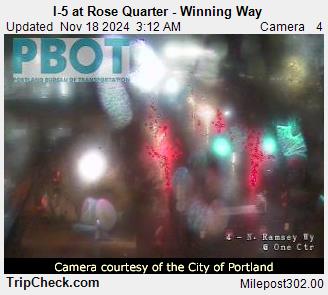 I-5 at Rose Quarter - Winning Way
Updated Nov 18 2024 3:12 AM Camera 4
PBOT
PORTLAND BUREAU OF TRANSPORTATION
4 - N. Ramsey Wy
@ One Ctr
Camera courtesy of the City of Portland
TripCheck.com Milepost302.00